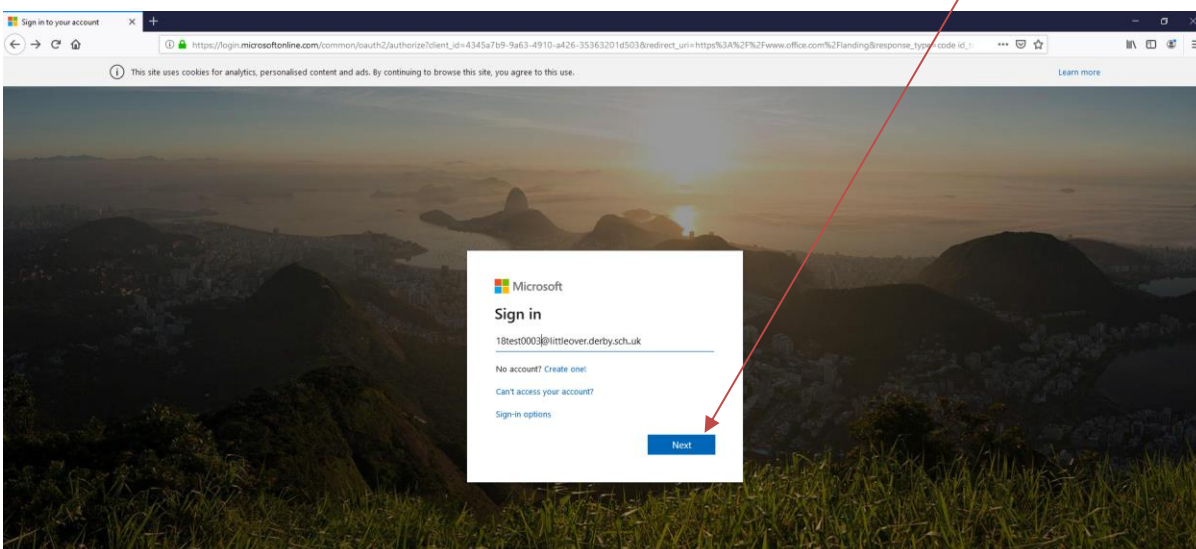 Sign in to your account
https://login.microsoftonline.com/common/oauth2/authorize?client_id=4345a7b9-9a63-4910-a426-35363201d503&redirect_uri=https%3A%2F%2Fwww.office.com%2Flanding&response_type=code id_
This site uses cookies for analytics, personalised content and ads. By continuing to browse this site, you agree to this use.
Learn more
Microsoft
Sign in
18test0003@littleover.derby.sch.uk
No account? Create one!
Can't access your account?
Sign-in options
Next